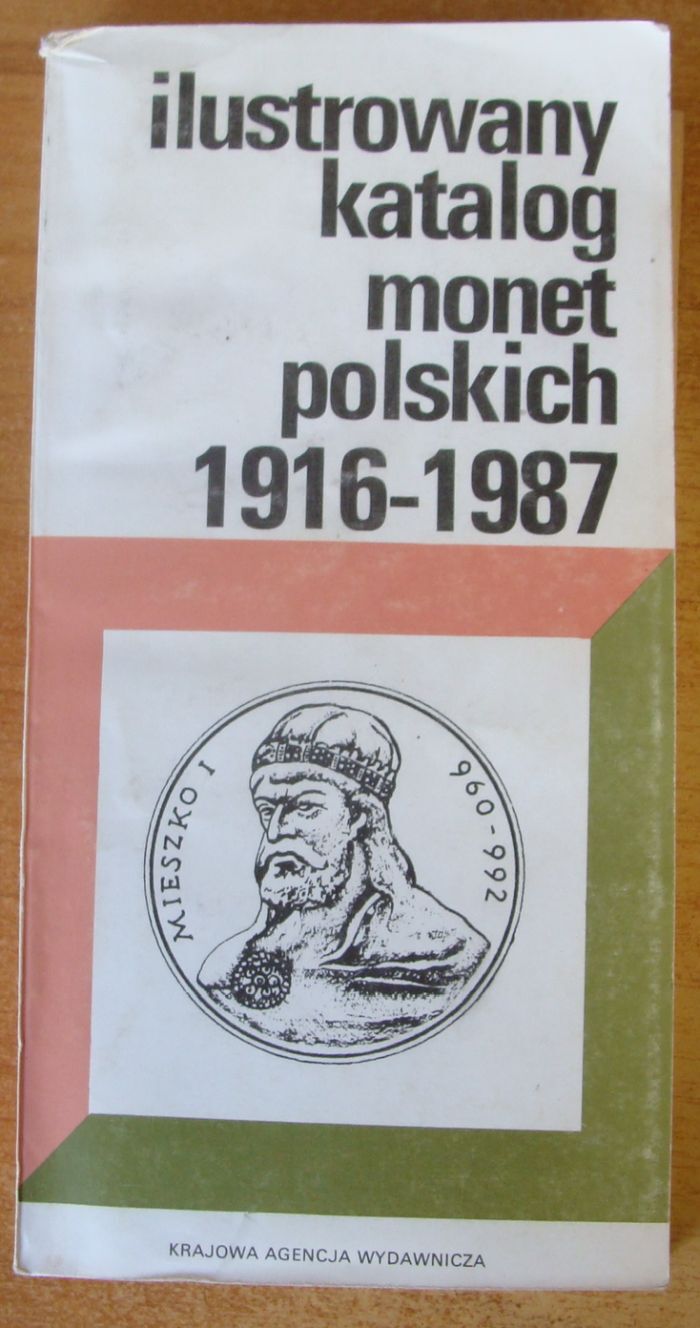 ilustrowany
katalog
monet
polskich
1916-1987
MIESZKO I
960-992
KRAJOWA AGENCJA WYDAWNICZA